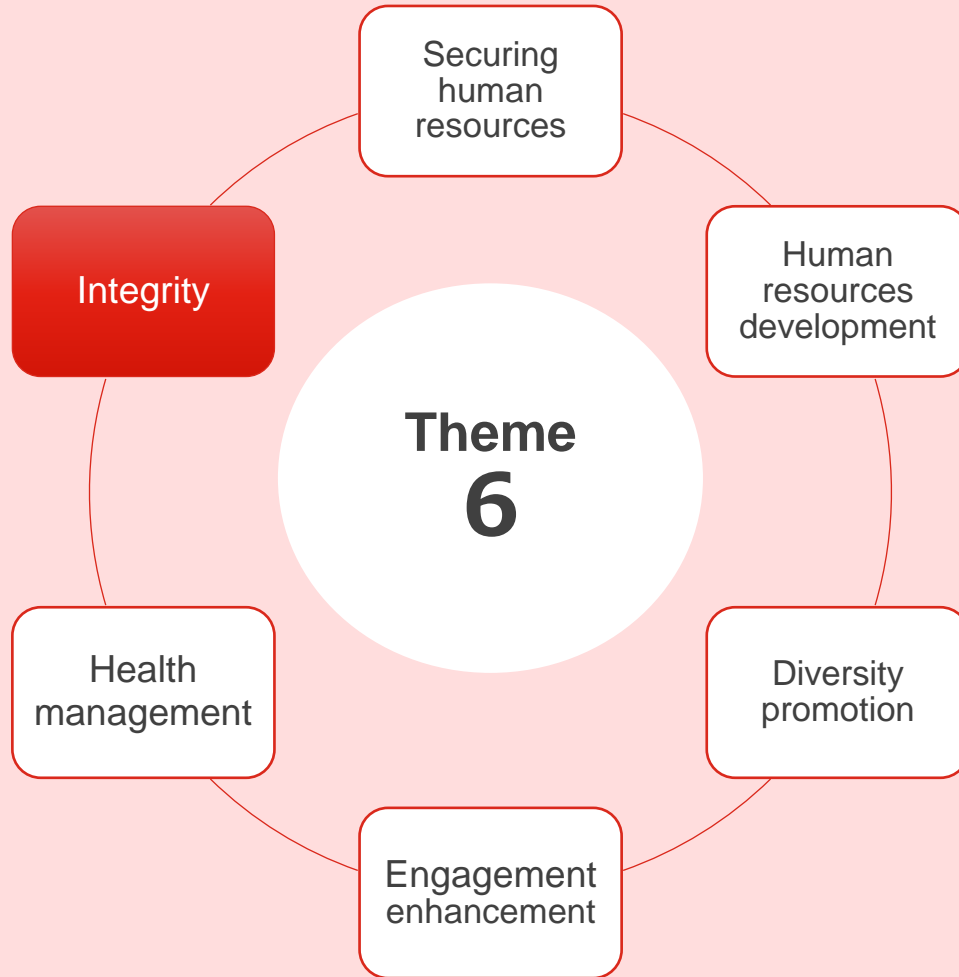 Securing
human
resources
Integrity
Human
resources
development
Theme
6
Health
management
Diversity
promotion
Engagement
enhancement